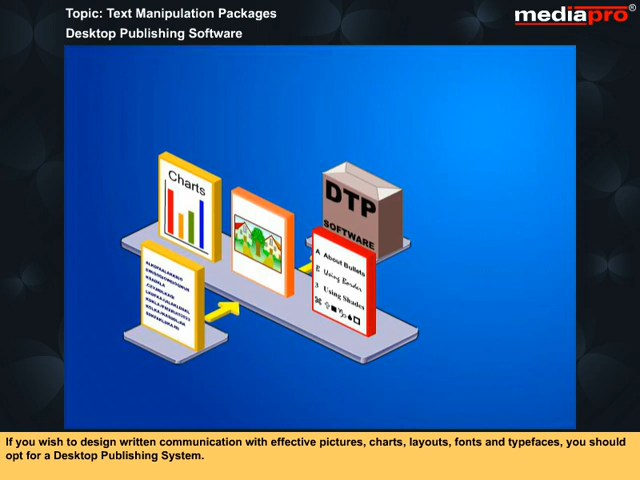 Topic: Text Manipulation Packages
Desktop Publishing Software
mediapro®
Charts
DTP
SOFTWARE
A About Bullets
Using Border
3 Using Shades
If you wish to design written communication with effective pictures, charts, layouts, fonts and typefaces, you should
opt for a Desktop Publishing System.